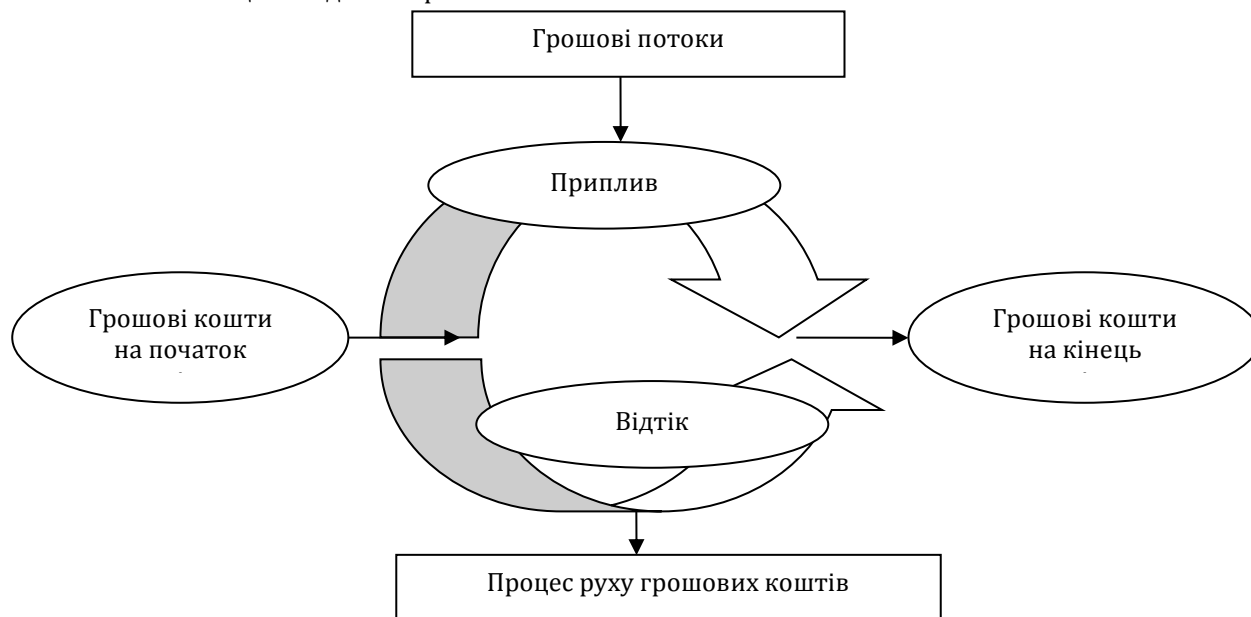 Грошові потоки
Приплив
Грошові кошти
на початок
Грошові кошти
на кінець
Відтік
Процес руху грошових коштів